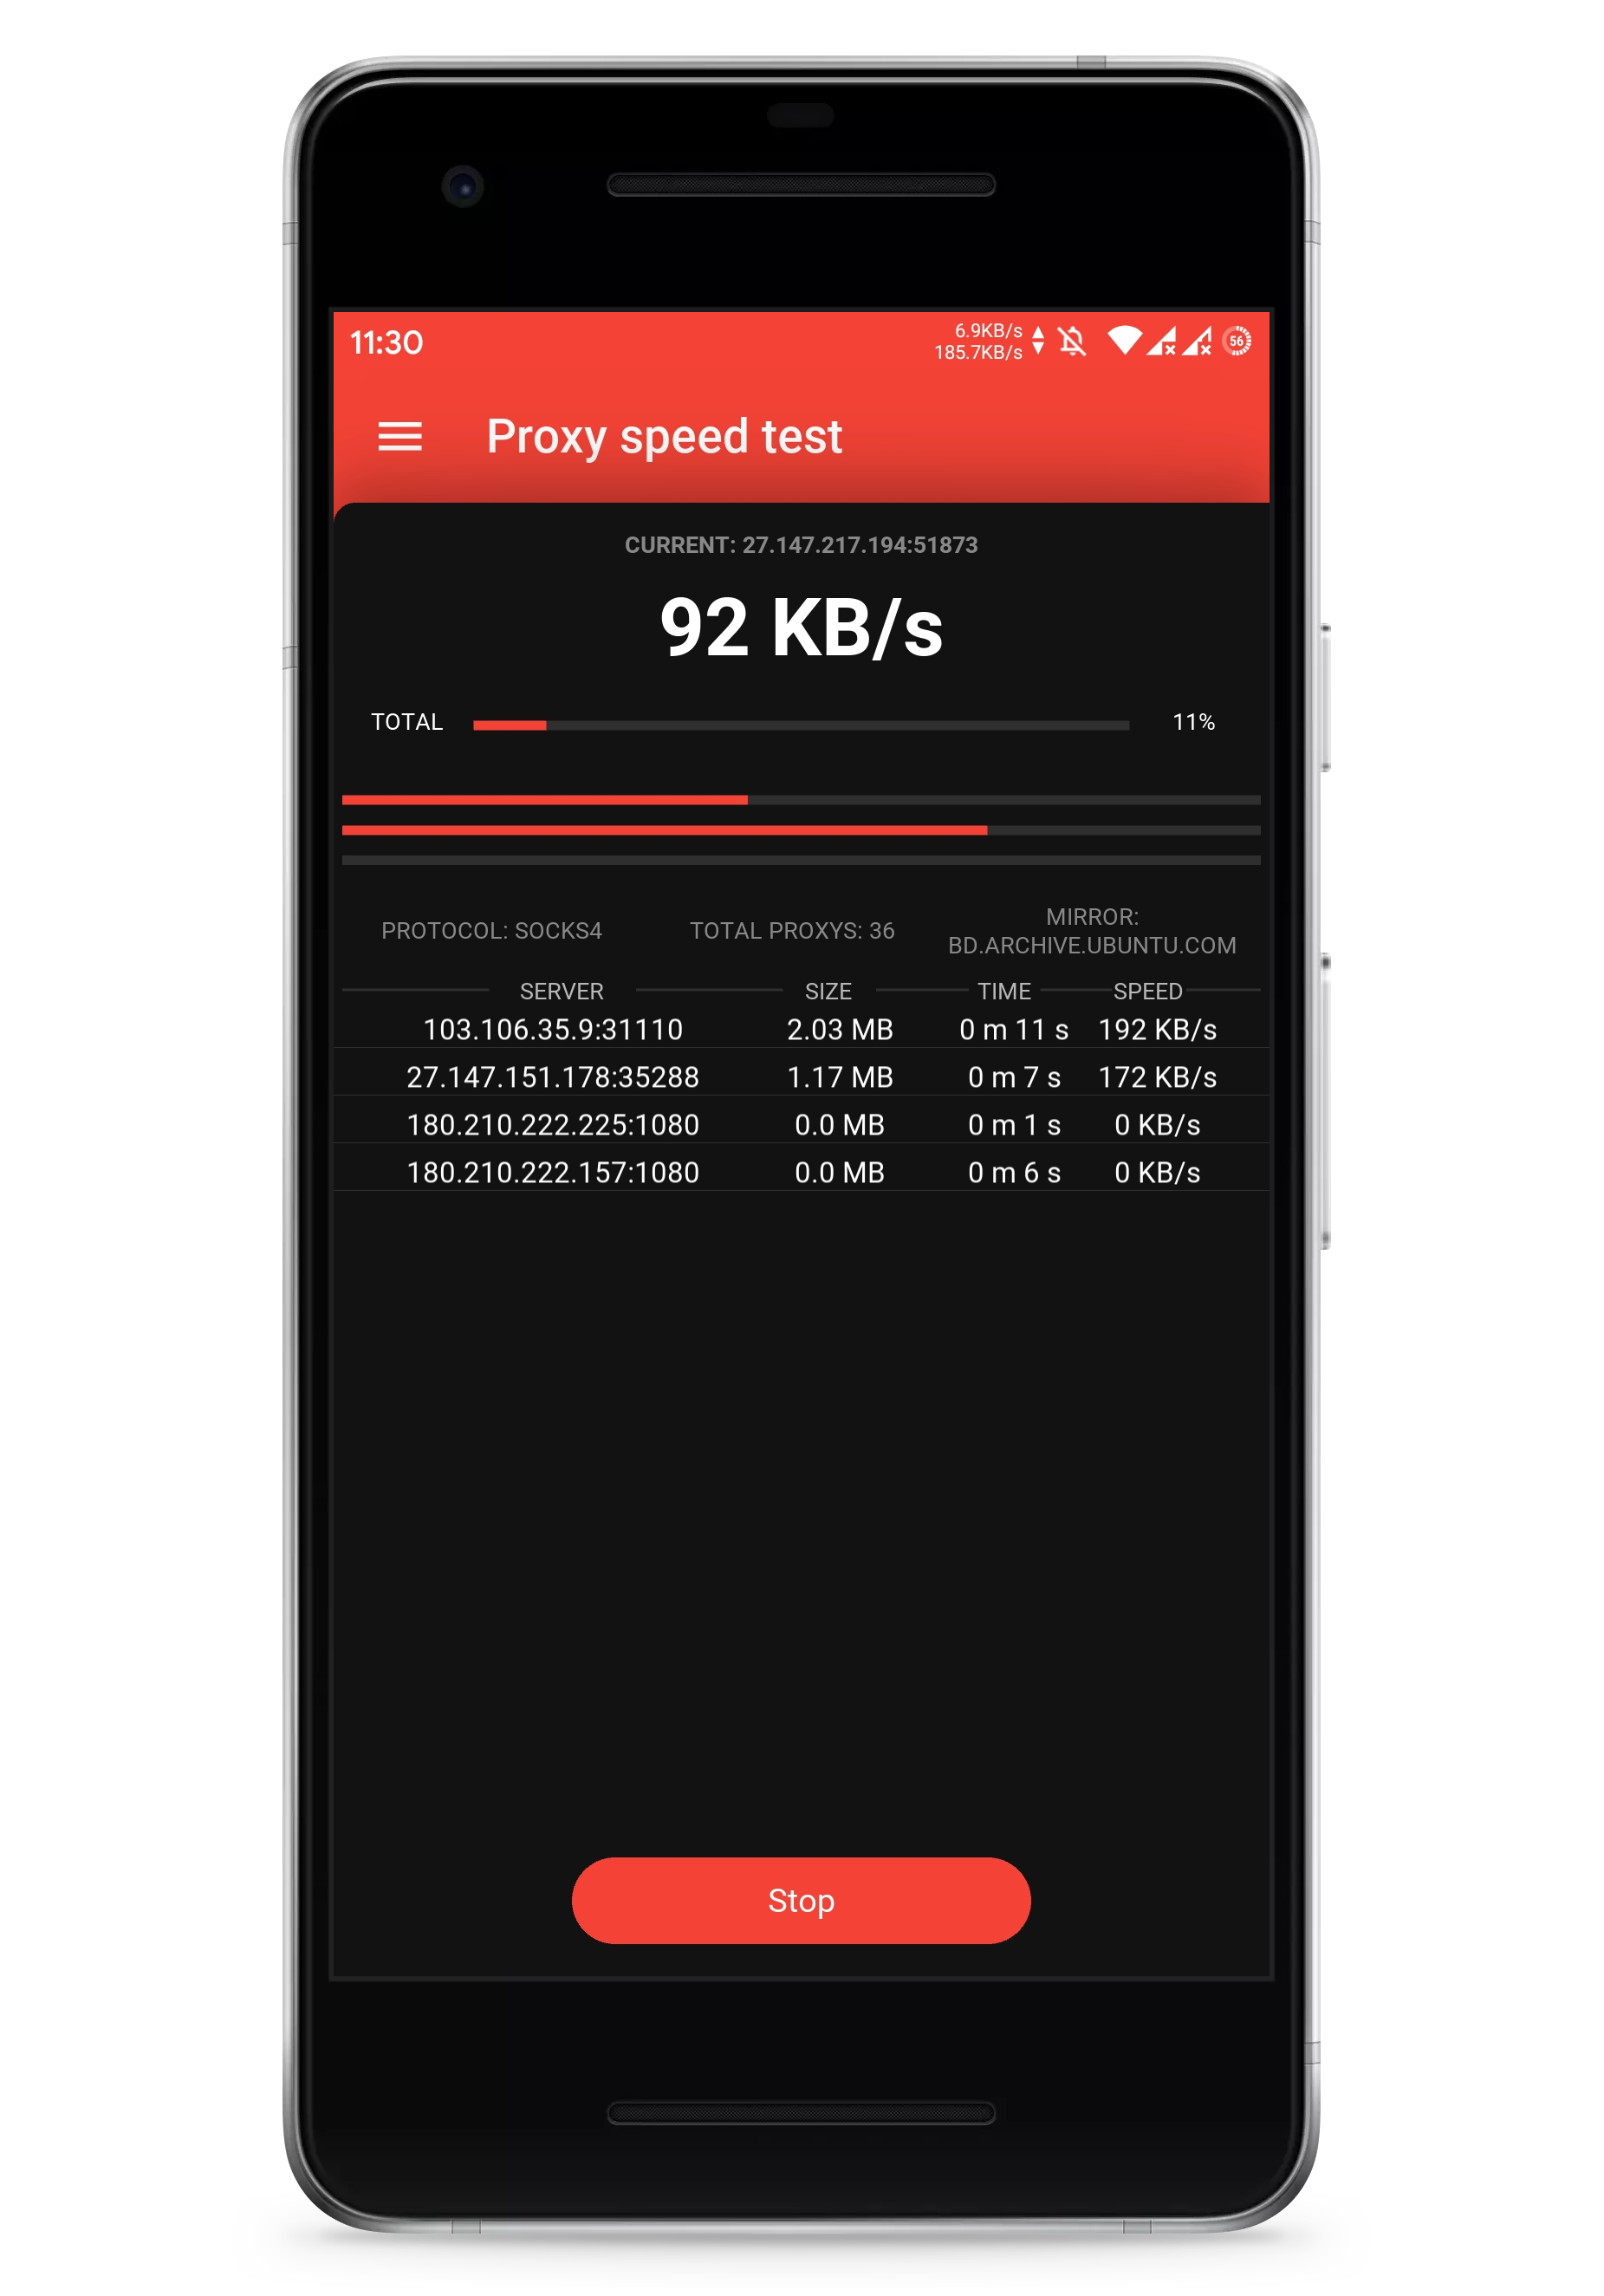 11:30
6.9KB/s
185.7KB/s
56
Proxy speed test
CURRENT: 27.147.217.194:51873
92 KB/s
TOTAL 11%
PROTOCOL: SOCKS4 TOTAL PROXYS: 36 MIRROR:
BD.ARCHIVE.UBUNTU.COM
SERVER SIZE TIME SPEED
103.106.35.9:31110 2.03 MB 0 m 11 s 192 KB/s
27.147.151.178:35288 1.17 MB 0 m 7 s 172 KB/s
180.210.222.225:1080 0.0 MB 0 m 1 s 0 KB/s
180.210.222.157:1080 0.0 MB 0 m 6 s 0 KB/s
Stop